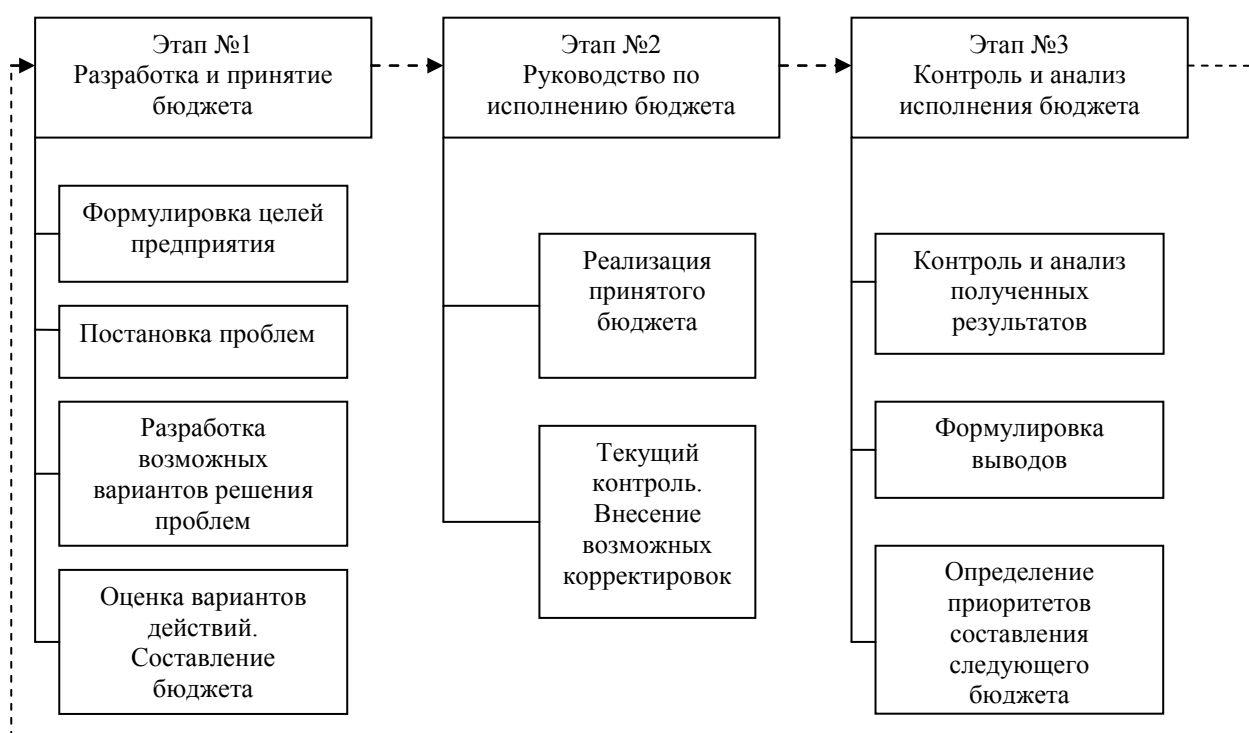 Этап №1
Разработка и принятие
бюджета
Формулировка целей
предприятия
Постановка проблем
Разработка
возможных
вариантов решения
проблем
Оценка вариантов
действий.
Составление
бюджета
Этап №2
Руководство по
исполнению бюджета
Реализация
принятого
бюджета
Текущий
контроль.
Внесение
возможных
корректировок
Этап №3
Контроль и анализ
исполнения бюджета
Контроль и анализ
полученных
результатов
Формулировка
выводов
Определение
приоритетов
составления
следующего
бюджета